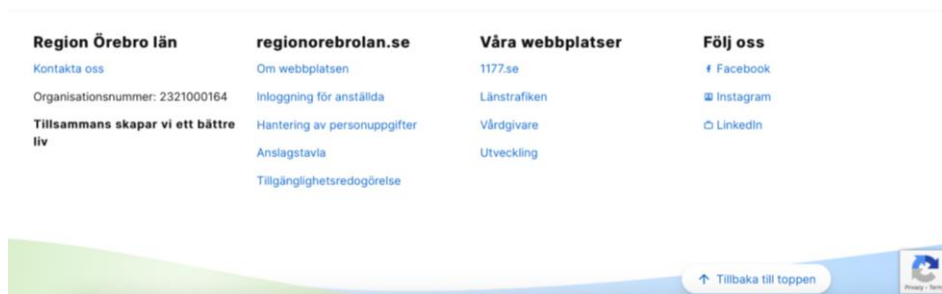 Region Örebro län
Kontakta oss
Organisationsnummer: 2321000164
Tillsammans skapar vi ett bättre
liv
regionorebrolan.se
Om webbplatsen
Inloggning för anställda
Hantering av personuppgifter
Anslagstavla
Tillgänglighetsredogörelse
Våra webbplatser
1177.se
Länstrafiken
Vårdgivare
Utveckling
Följ oss
Facebook
Instagram
LinkedIn
Tillbaka till toppen
Privacy - Term